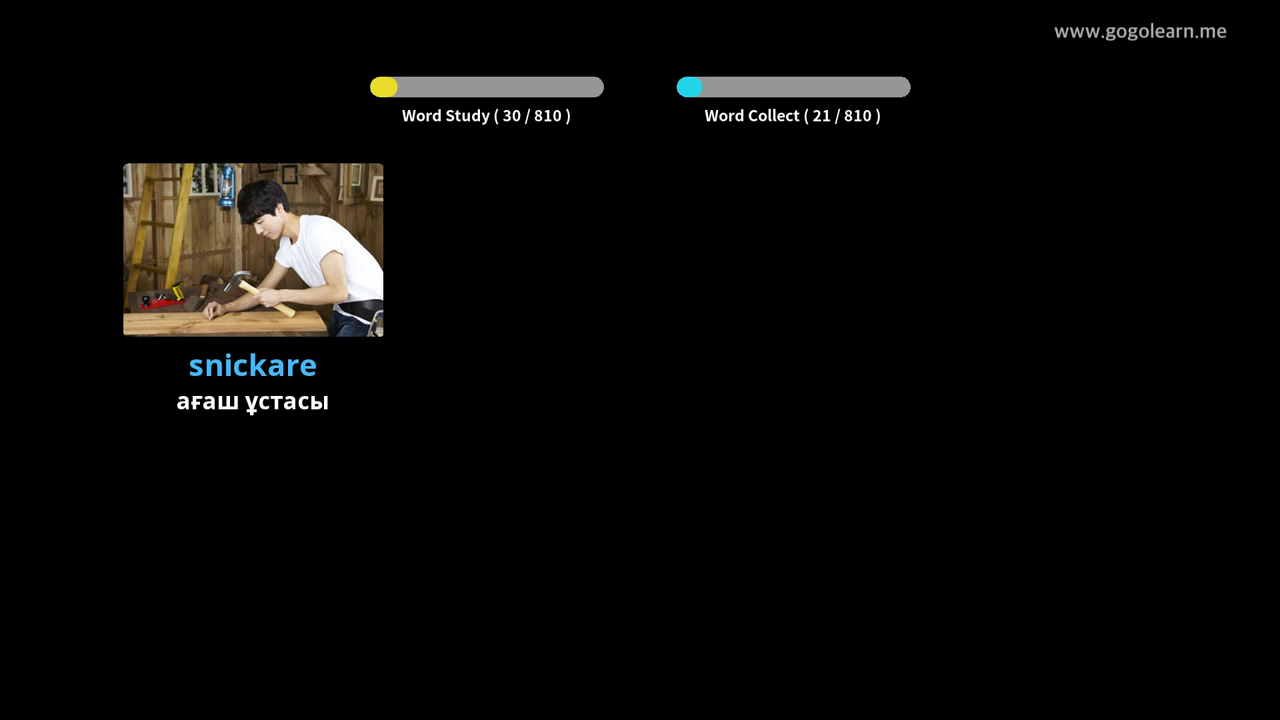 www.gogolearn.me
Word Study ( 30 / 810 )
Word Collect ( 21 / 810 )
snickare
ағаш ұстасы